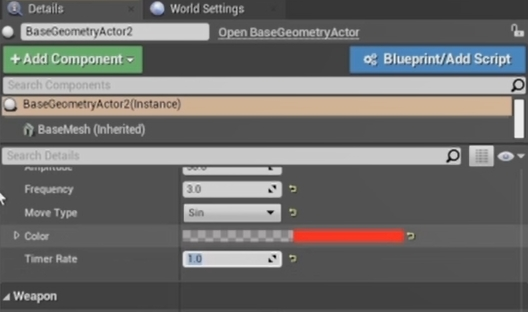 Details
World Settings
BaseGeometryActor2
Open BaseGeometryActor
+ Add Component
Blueprint/Add Script
Search Components
BaseGeometryActor2(Instance)
BaseMesh (Inherited)
Search Details
Amplitude
Frequency
3.0
Move Type
Sin
Color
Timer Rate
1.0
Weapon